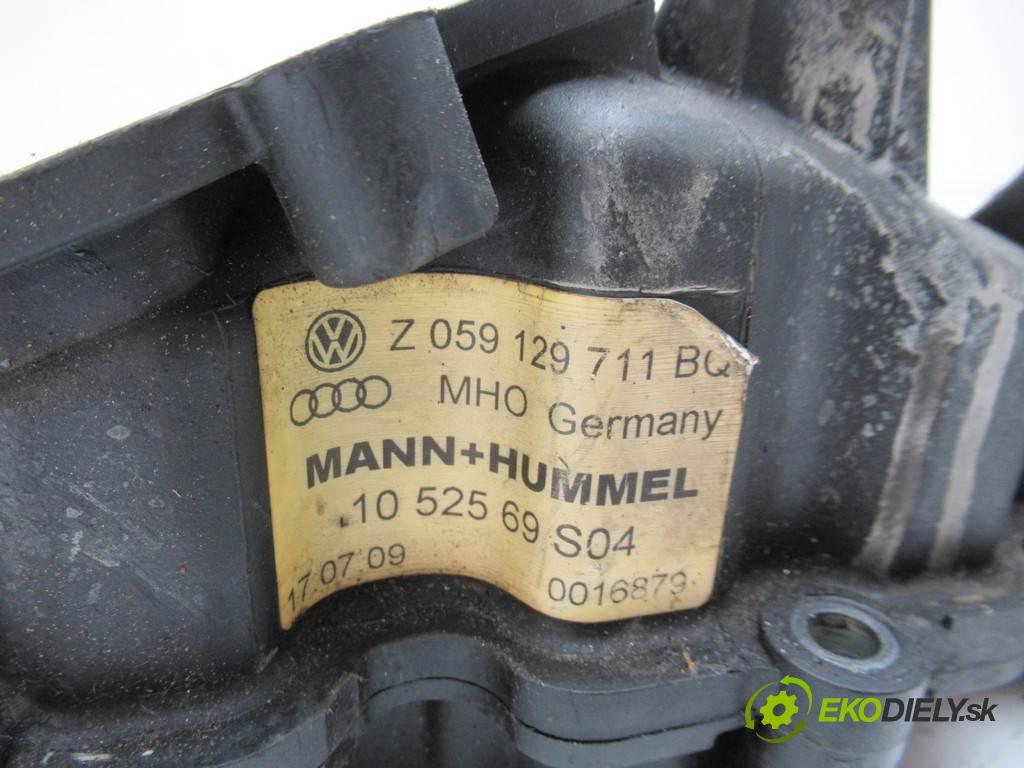 Z 059 129 711 BQ
MHO Germany
MANN+HUMMEL
10 525 69 S04
17.07.09 0016879
EKODIELY.sk